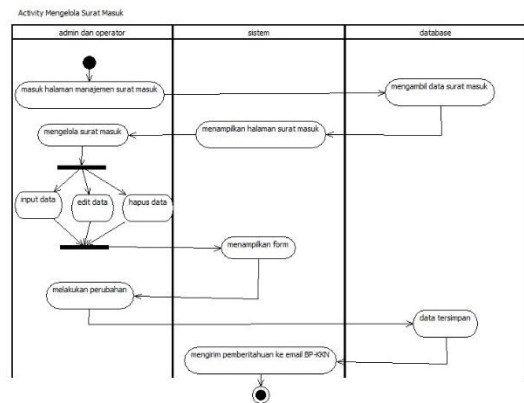 Activity Mengelola Surat Masuk
admin dan operator
sistem
database
masuk halaman manajemen surat masuk
mengambil data surat masuk
mengelola surat masuk
menampilkan halaman surat masuk
input data
edit data
hapus data
menampilkan form
melakukan perubahan
data tersimpan
mengirim pemberitahuan ke email BP-KKN